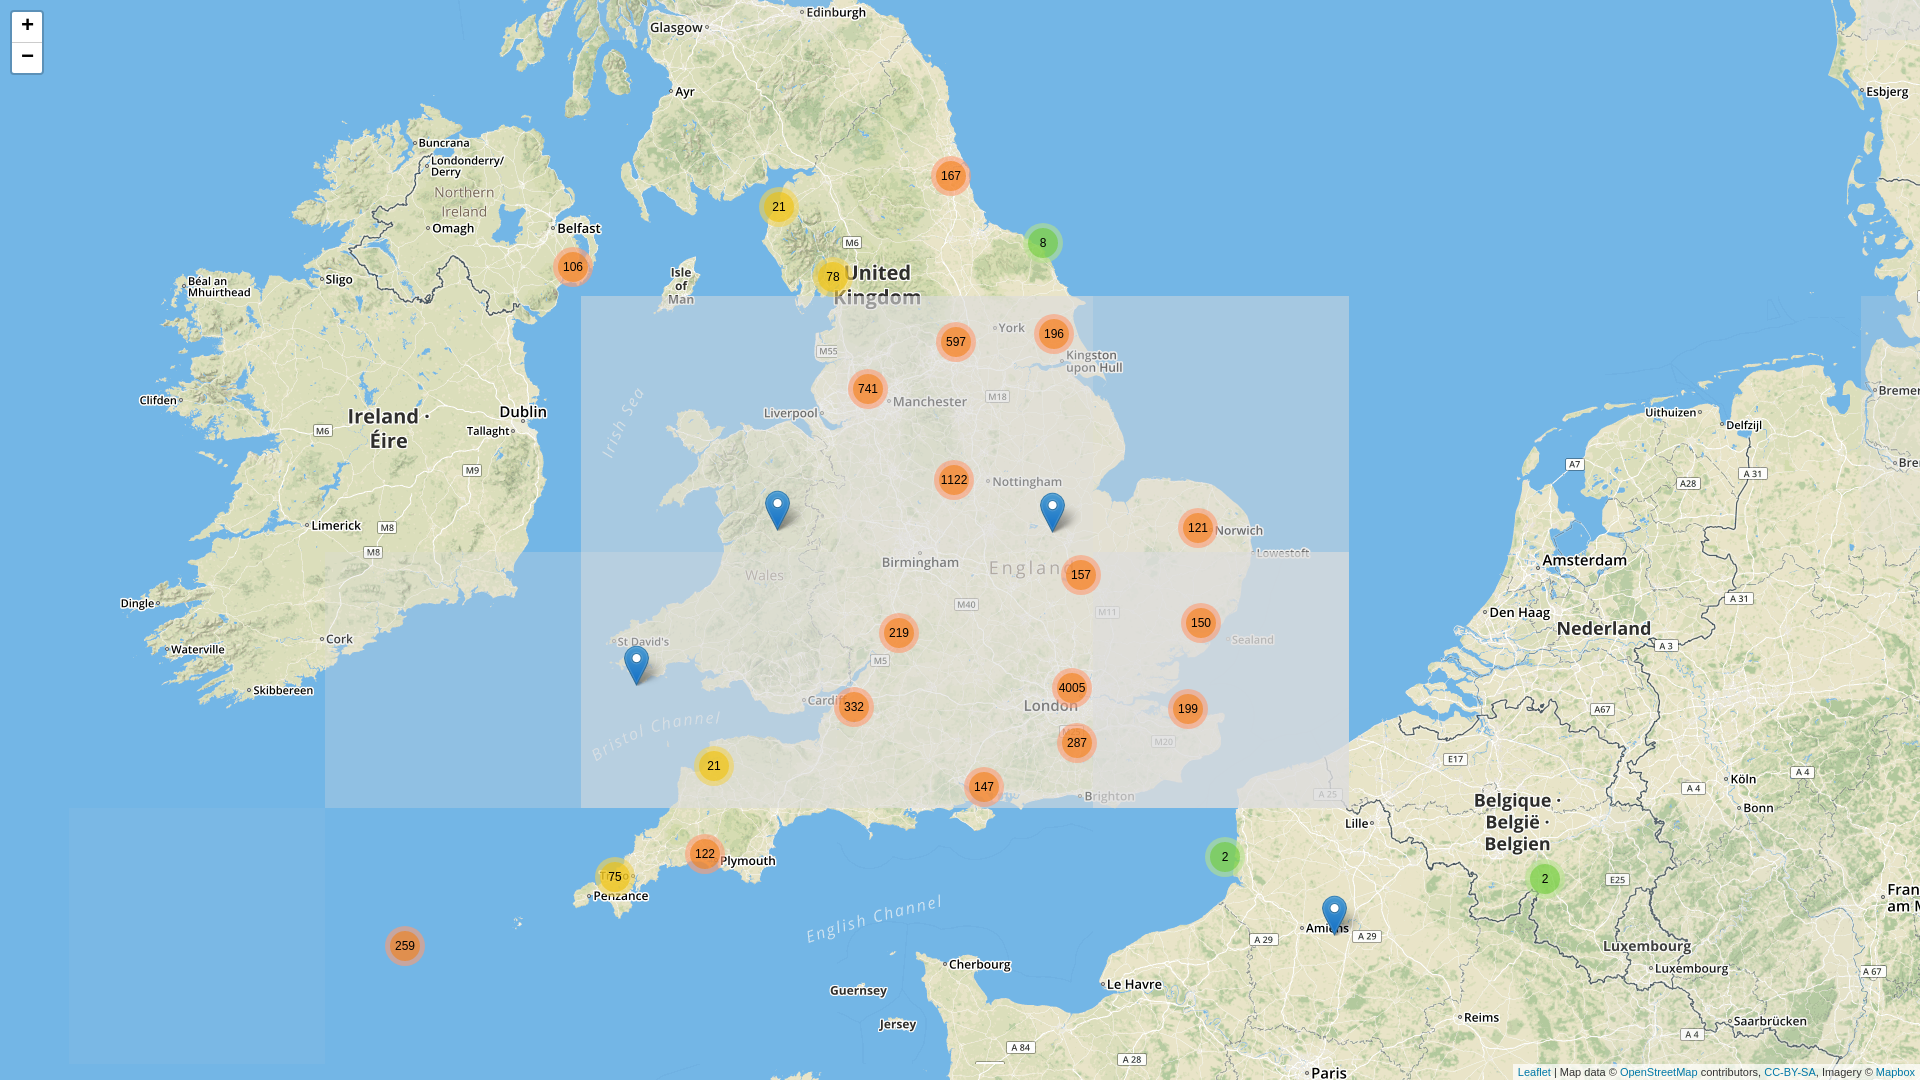 +
−
Glasgow
Edinburgh
Ayr
Esbjerg
Buncrana
Londonderry/
Derry
Northern
Ireland
Omagh
Belfast
106
167
21
8
M6
78
United
Kingdom
Isle
of
Man
Sligo
Béal an
Mhuirthead
597
York
196
M55
Kingston
upon Hull
741
Manchester
M18
Liverpool
Irish Sea
Clifden
Ireland ·
Éire
Dublin
Tallaght
M6
M9
Limerick
M8
M8
1122
Nottingham
121
Norwich
Lowestoft
Birmingham
England
157
Wales
M40
M11
219
150
Sealand
M5
St David's
Dingle
Cork
Waterville
Skibbereen
Cardiff
332
4005
London
199
287
M20
Bristol Channel
21
147
Brighton
A 25
122
Plymouth
75
Penzance
259
English Channel
2
Cherbourg
Guernsey
Jersey
Le Havre
A 84
A 28
A 29
Amiens
A 29
Paris
Reims
Lille
E17
Belgique ·
België ·
Belgien
2
E25
Luxembourg
Luxembourg
Saarbrücken
A 4
A 67
A 4
A 4
Köln
Bonn
A67
A 3
Nederland
Den Haag
Amsterdam
A 31
A 31
A28
A7
Uithuizen
Delfzijl
Leaflet | Map data © OpenStreetMap contributors, CC-BY-SA, Imagery © Mapbox